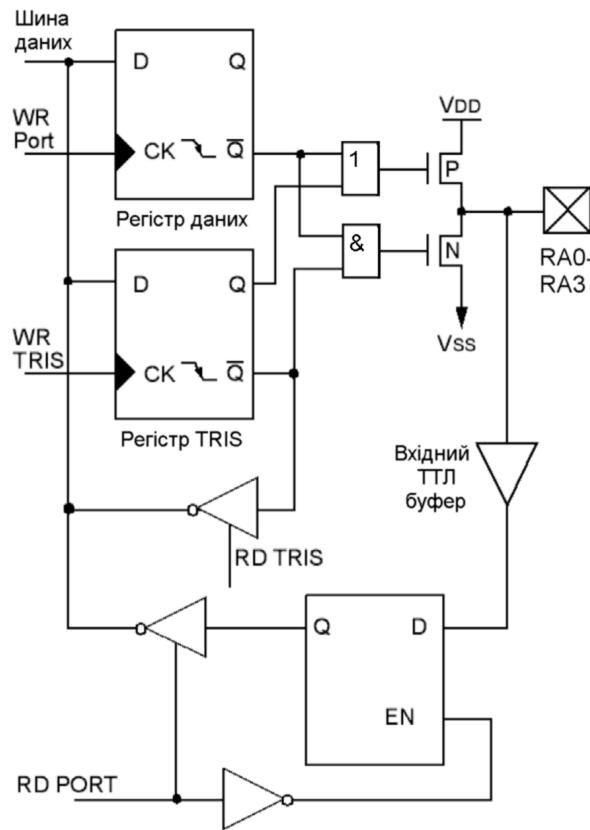 Шина
даних
D
Q
WR
Port
CK
Q̅
Регістр даних
1
VDD
P
&
N
RA0-
RA3
VSS
D
Q
WR
TRIS
CK
Q̅
Регістр TRIS
Вхідний
ТТЛ
буфер
RD TRIS
Q
D
EN
RD PORT